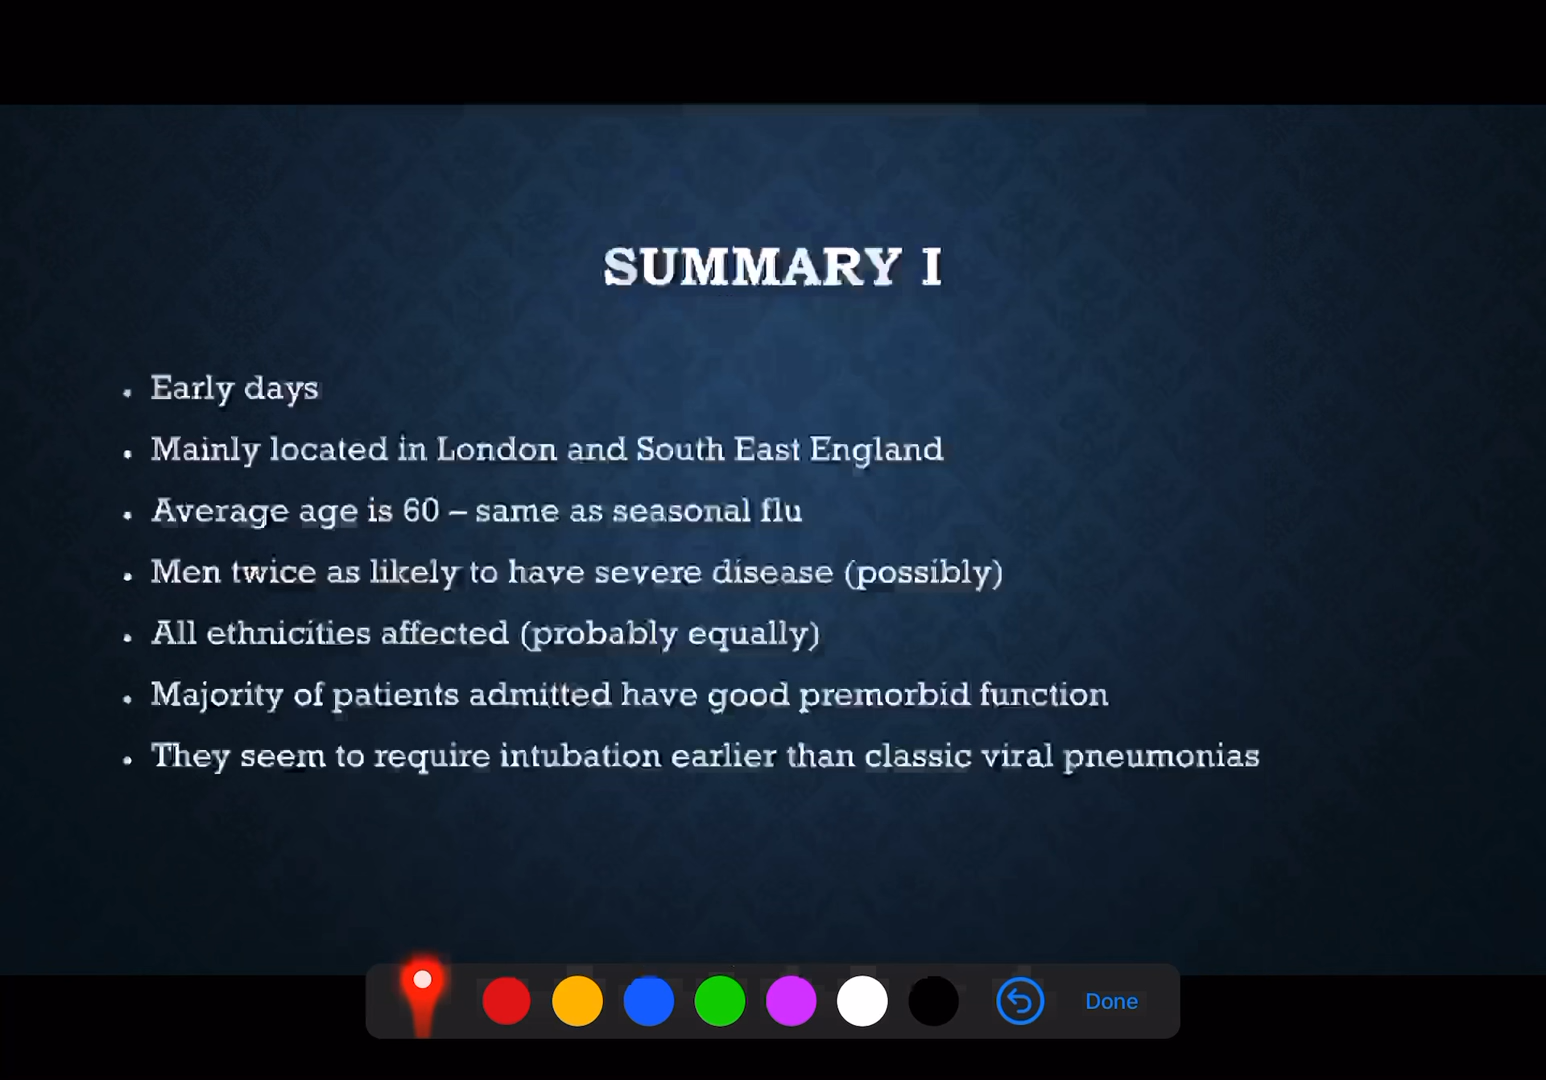 SUMMARY I
• Early days
• Mainly located in London and South East England
• Average age is 60 – same as seasonal flu
• Men twice as likely to have severe disease (possibly)
• All ethnicities affected (probably equally)
• Majority of patients admitted have good premorbid function
• They seem to require intubation earlier than classic viral pneumonias
Done